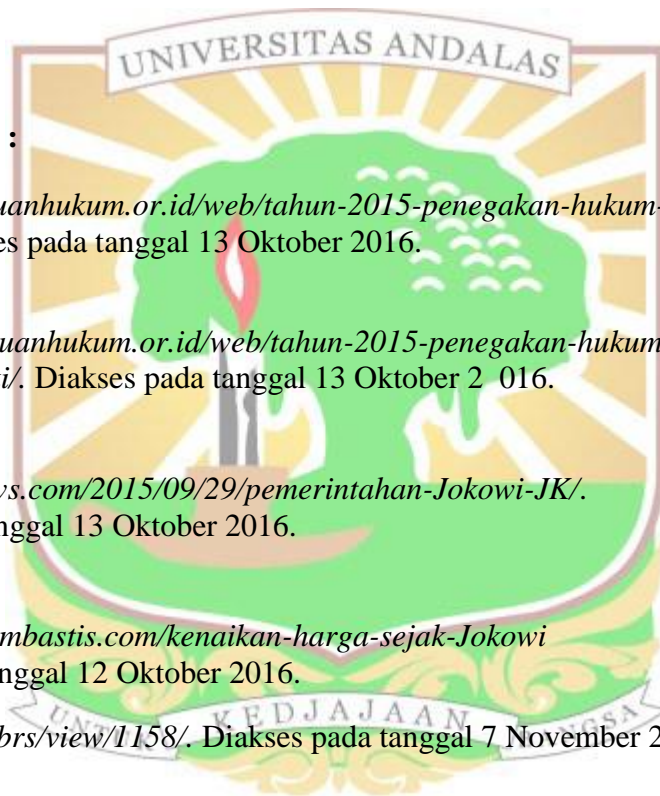 UNIVERSITAS ANDALAS
:
uanhukum.or.id/web/tahun-2015-penegakan-hukum-
es pada tanggal 13 Oktober 2016.
uanhukum.or.id/web/tahun-2015-penegakan-hukum
i/. Diakses pada tanggal 13 Oktober 2 016.
vs.com/2015/09/29/pemerintahan-Jokowi-JK/.
nggal 13 Oktober 2016.
mbastis.com/kenaikan-harga-sejak-Jokowi
nggal 12 Oktober 2016.
KEDJAJAAN
brs/view/1158/. Diakses pada tanggal 7 November 2